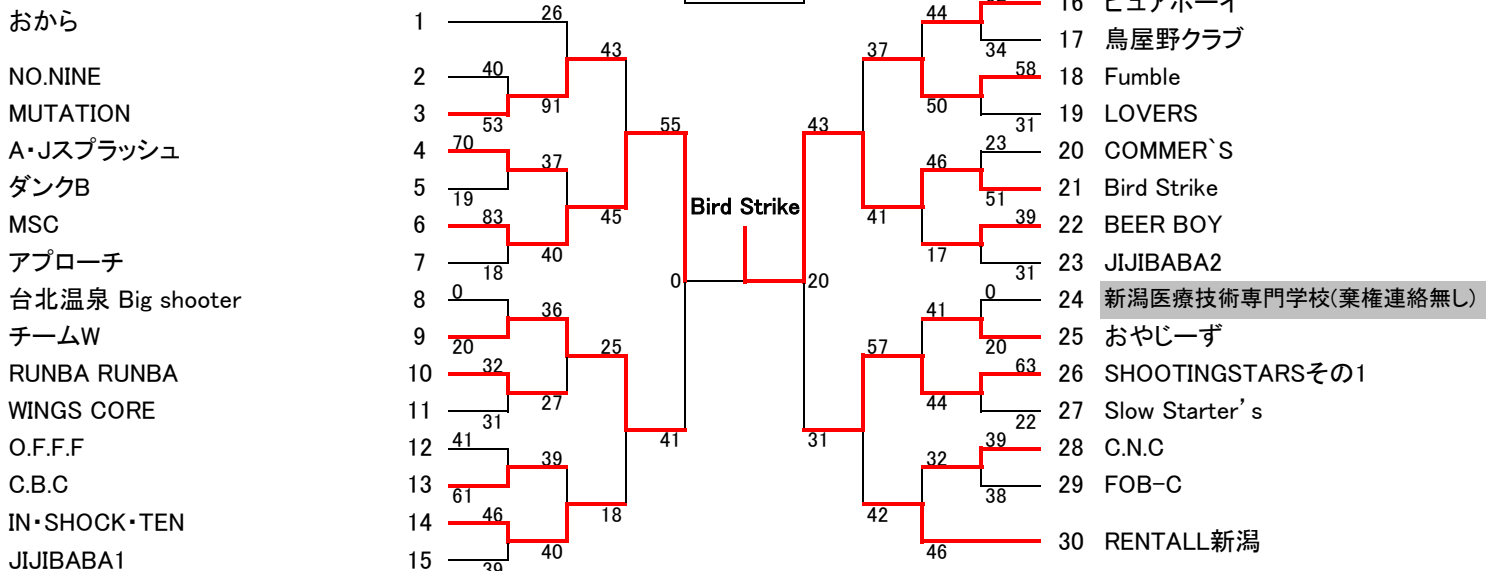 おから 1 26
NO.NINE 2 40
MUTATION 3 53
A・Jスプラッシュ 4 70
ダンクB 5 19
MSC 6 83
アプローチ 7 18
台北温泉 Big shooter 8 0
チームW 9 20
RUNBA RUNBA 10 32
WINGS CORE 11 31
O.F.F.F 12 41
C.B.C 13 61
IN・SHOCK・TEN 14 46
JIJIBABA1 15 39
91
37
40
36
27
39
40
43
45
25
18
55
41
0
Bird Strike
20
43
31
37
41
57
42
44
50
46
17
41
44
32
46
16 ピュアボーイ
34 17 鳥屋野クラブ
58 18 Fumble
31 19 LOVERS
23 20 COMMER`S
51 21 Bird Strike
39 22 BEER BOY
31 23 JIJIBABA2
0 24 新潟医療技術専門学校(棄権連絡無し)
20 25 おやじーず
63 26 SHOOTINGSTARSその1
22 27 Slow Starter’s
39 28 C.N.C
38 29 FOB-C
30 RENTALL新潟